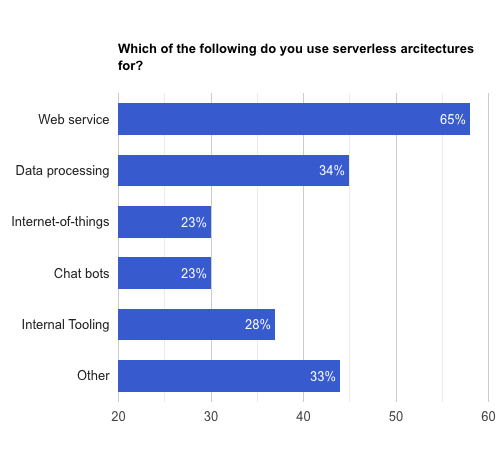 Which of the following do you use serverless arcitectures
for?
Web service
65%
Data processing
34%
Internet-of-things
23%
Chat bots
23%
Internal Tooling
28%
Other
33%
20 30 40 50 60